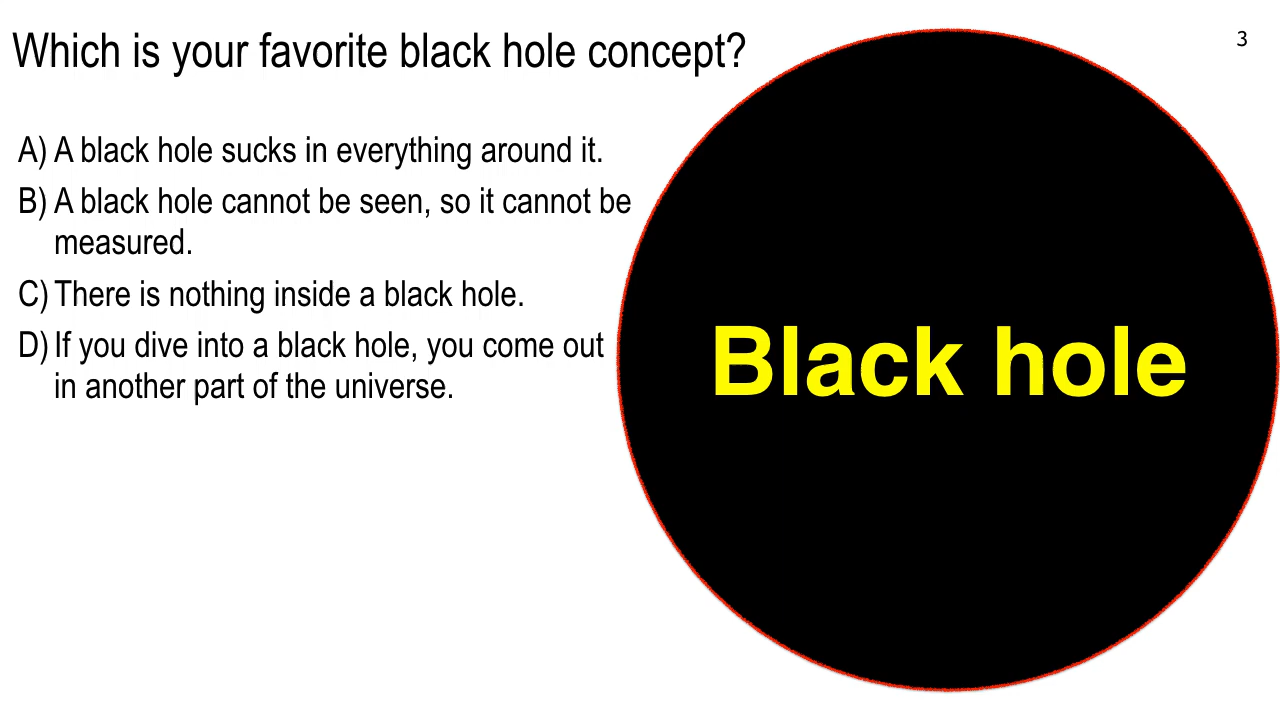 Which is your favorite black hole concept?
3
A) A black hole sucks in everything around it.
B) A black hole cannot be seen, so it cannot be
measured.
C) There is nothing inside a black hole.
D) If you dive into a black hole, you come out
in another part of the universe.
Black hole